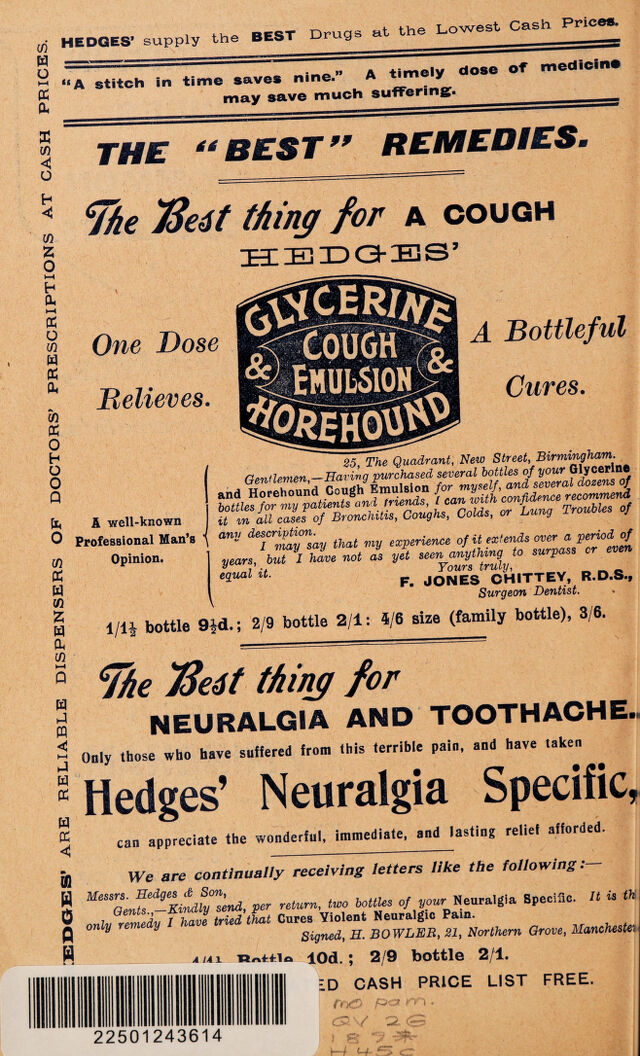 HEDGES' supply the BEST Drugs at the Lowest Cash Prices.
"A stitch in time saves nine." A timely dose of medicine
may save much suffering.
THE "BEST" REMEDIES.
The Best thing for A COUGH
HEDGES'
GLYCERINE
& COUGH &
EMULSION
HOREHOUND
One Dose
Relieves.
A Bottleful
Cures.
A well-known
Professional Man's
Opinion.
25, The Quadrant, New Street, Birmingham.
Gentlemen,—Having purchased several bottles of your Glycerine
and Horehound Cough Emulsion for myself, and several dozens of
bottles for my patients and friends, I can with confidence recommend
it in all cases of Bronchitis, Coughs, Colds, or Lung Troubles of
any description.
I may say that my experience of it extends over a period of
years, but I have not as yet seen anything to surpass or even
equal it.
Yours truly,
F. JONES CHITTEY, R.D.S.,
Surgeon Dentist.
1/1½ bottle 9½d.; 2/9 bottle 2/1: 4/6 size (family bottle), 3/6.
The Best thing for
NEURALGIA AND TOOTHACHE.
Only those who have suffered from this terrible pain, and have taken
Hedges' Neuralgia Specific,
can appreciate the wonderful, immediate, and lasting relief afforded.
We are continually receiving letters like the following:—
Messrs. Hedges & Son,
Gents.,—Kindly send, per return, two bottles of your Neuralgia Specific. It is th
only remedy I have tried that Cures Violent Neuralgic Pain.
Signed, H. BOWLER, 21, Northern Grove, Manchester
Bottle 10d.; 2/9 bottle 2/1.
ED CASH PRICE LIST FREE.
HEDGES' ARE RELIABLE DISPENSERS OF DOCTORS' PRESCRIPTIONS AT CASH PRICES.
22501243614
mo pam.
QV 26